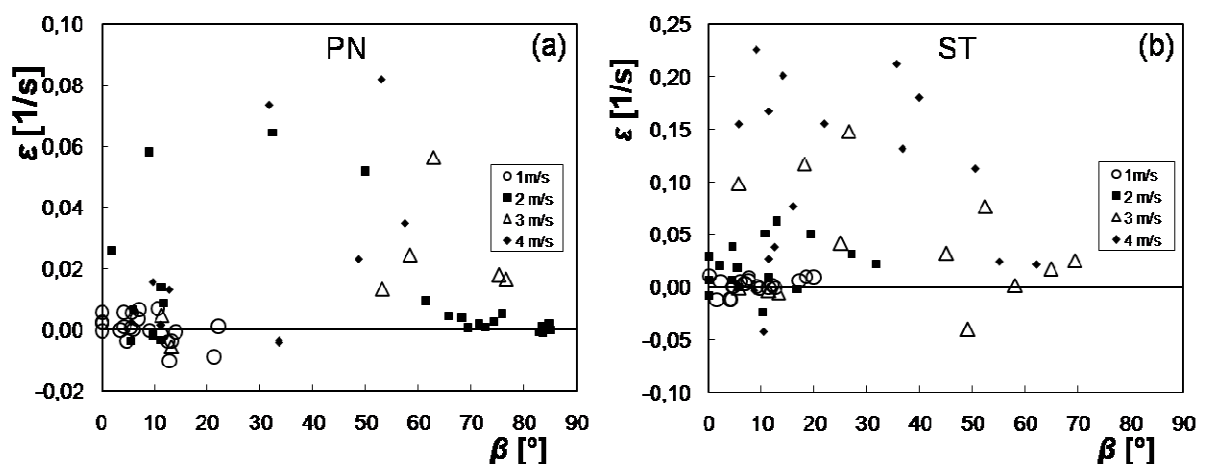 PN
(a)
ε [1/s]
0,10
0,08
0,06
0,04
0,02
0,00
−0,02
0 10 20 30 40 50 60 70 80 90
β [°]
1m/s
2 m/s
3 m/s
4 m/s
ST
(b)
ε [1/s]
0,25
0,20
0,15
0,10
0,05
0,00
−0,05
−0,10
0 10 20 30 40 50 60 70 80 90
β [°]
1m/s
2 m/s
3 m/s
4 m/s